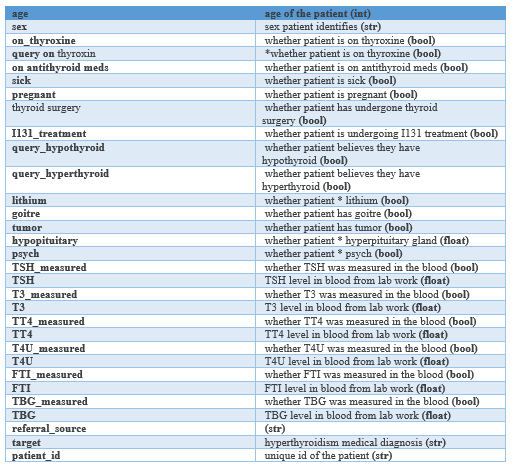 age age of the patient (int)
sex sex patient identifies (str)
on_thyroxine whether patient is on thyroxine (bool)
query on thyroxin *whether patient is on thyroxine (bool)
on antithyroid meds whether patient is on antithyroid meds (bool)
sick whether patient is sick (bool)
pregnant whether patient is pregnant (bool)
thyroid surgery whether patient has undergone thyroid
surgery (bool)
I131_treatment whether patient is undergoing I131 treatment (bool)
query_hypothyroid whether patient believes they have
hypothyroid (bool)
query_hyperthyroid whether patient believes they have
hyperthyroid (bool)
lithium whether patient * lithium (bool)
goitre whether patient has goitre (bool)
tumor whether patient has tumor (bool)
hypopituitary whether patient * hyperpituitary gland (float)
psych whether patient * psych (bool)
TSH_measured whether TSH was measured in the blood (bool)
TSH TSH level in blood from lab work (float)
T3_measured whether T3 was measured in the blood (bool)
T3 T3 level in blood from lab work (float)
TT4_measured whether TT4 was measured in the blood (bool)
TT4 TT4 level in blood from lab work (float)
T4U_measured whether T4U was measured in the blood (bool)
T4U T4U level in blood from lab work (float)
FTI_measured whether FTI was measured in the blood (bool)
FTI FTI level in blood from lab work (float)
TBG_measured whether TBG was measured in the blood (bool)
TBG TBG level in blood from lab work (float)
referral_source (str)
target hyperthyroidism medical diagnosis (str)
patient_id unique id of the patient (str)